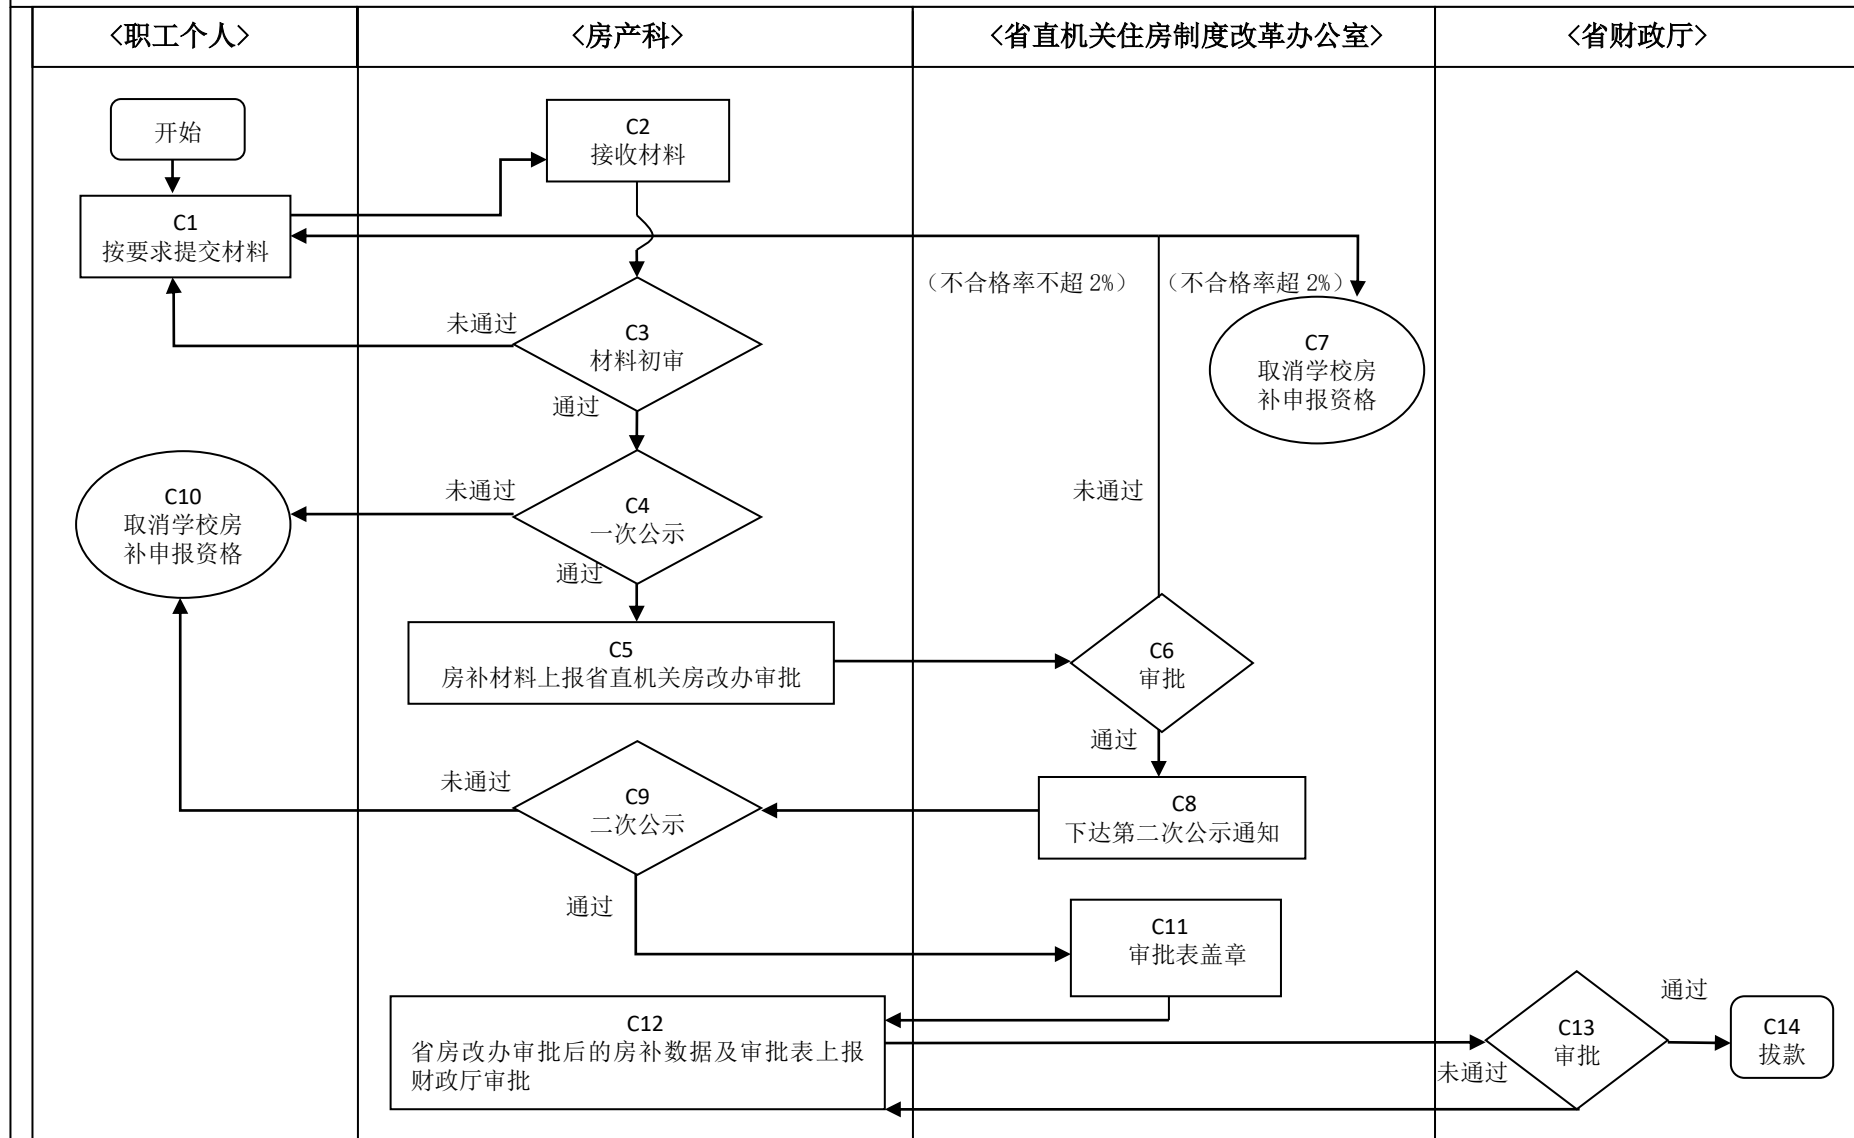 <职工个人>
<房产科>
<省直机关住房制度改革办公室>
<省财政厅>
开始
C2
接收材料
C1
按要求提交材料
（不合格率不超 2%）
（不合格率超 2%）
未通过
C3
材料初审
C7
取消学校房
补申报资格
通过
未通过
未通过
C10
取消学校房
补申报资格
C4
一次公示
通过
C5
房补材料上报省直机关房改办审批
C6
审批
通过
未通过
C9
二次公示
C8
下达第二次公示通知
通过
C11
审批表盖章
通过
C12
省房改办审批后的房补数据及审批表上报
财政厅审批
C13
审批
C14
拔款
未通过